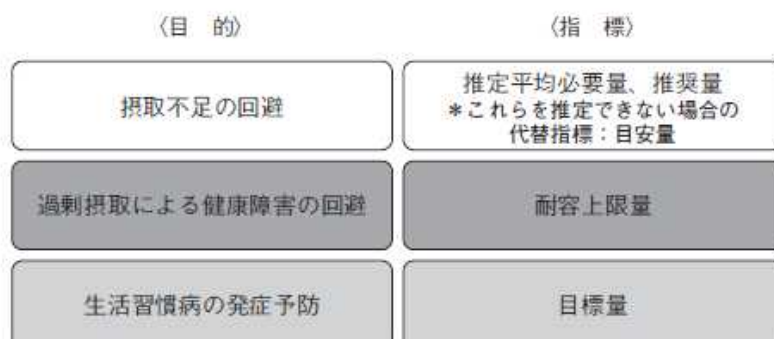 〈目　的〉
〈指　標〉
摂取不足の回避
推定平均必要量、推奨量
＊これらを推定できない場合の
代替指標：目安量
過剰摂取による健康障害の回避
耐容上限量
生活習慣病の発症予防
目標量